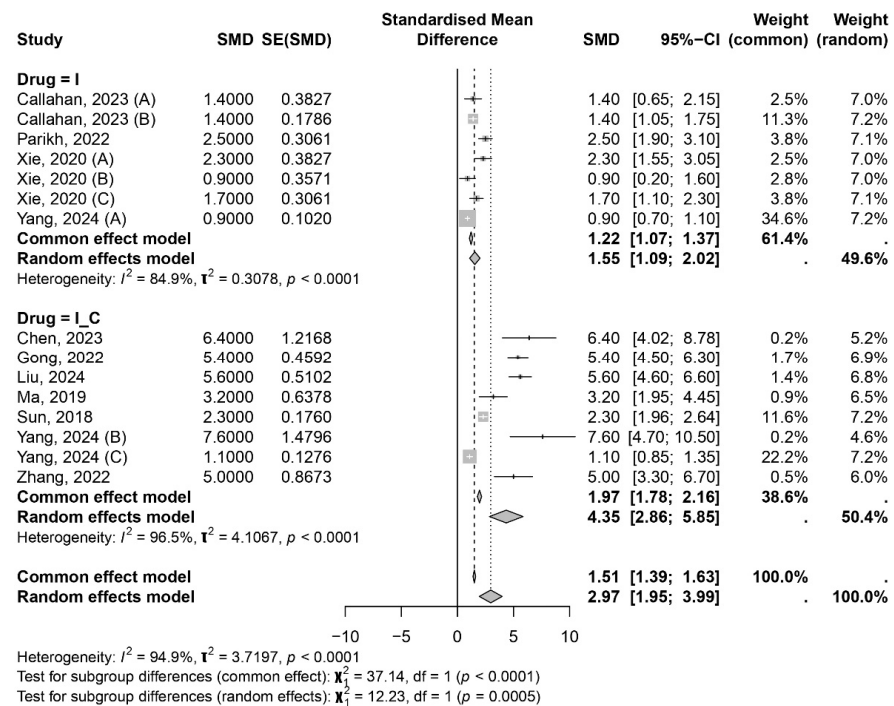 Standardised Mean Weight Weight
Study SMD SE(SMD) Difference SMD 95%−CI (common) (random)
Drug = I
Callahan, 2023 (A) 1.4000 0.3827 1.40 [0.65; 2.15] 2.5% 7.0%
Callahan, 2023 (B) 1.4000 0.1786 1.40 [1.05; 1.75] 11.3% 7.2%
Parikh, 2022 2.5000 0.3061 2.50 [1.90; 3.10] 3.8% 7.1%
Xie, 2020 (A) 2.3000 0.3827 2.30 [1.55; 3.05] 2.5% 7.0%
Xie, 2020 (B) 0.9000 0.3571 0.90 [0.20; 1.60] 2.8% 7.0%
Xie, 2020 (C) 1.7000 0.3061 1.70 [1.10; 2.30] 3.8% 7.1%
Yang, 2024 (A) 0.9000 0.1020 0.90 [0.70; 1.10] 34.6% 7.2%
Common effect model 1.22 [1.07; 1.37] 61.4% .
Random effects model 1.55 [1.09; 2.02] . 49.6%
Heterogeneity: I² = 84.9%, τ² = 0.3078, p < 0.0001
Drug = I_C
Chen, 2023 6.4000 1.2168 6.40 [4.02; 8.78] 0.2% 5.2%
Gong, 2022 5.4000 0.4592 5.40 [4.50; 6.30] 1.7% 6.9%
Liu, 2024 5.6000 0.5102 5.60 [4.60; 6.60] 1.4% 6.8%
Ma, 2019 3.2000 0.6378 3.20 [1.95; 4.45] 0.9% 6.5%
Sun, 2018 2.3000 0.1760 2.30 [1.96; 2.64] 11.6% 7.2%
Yang, 2024 (B) 7.6000 1.4796 7.60 [4.70; 10.50] 0.2% 4.6%
Yang, 2024 (C) 1.1000 0.1276 1.10 [0.85; 1.35] 22.2% 7.2%
Zhang, 2022 5.0000 0.8673 5.00 [3.30; 6.70] 0.5% 6.0%
Common effect model 1.97 [1.78; 2.16] 38.6% .
Random effects model 4.35 [2.86; 5.85] . 50.4%
Heterogeneity: I² = 96.5%, τ² = 4.1067, p < 0.0001
Common effect model 1.51 [1.39; 1.63] 100.0% .
Random effects model 2.97 [1.95; 3.99] . 100.0%
−10 −5 0 5 10
Heterogeneity: I² = 94.9%, τ² = 3.7197, p < 0.0001
Test for subgroup differences (common effect): χ²₁ = 37.14, df = 1 (p < 0.0001)
Test for subgroup differences (random effects): χ²₁ = 12.23, df = 1 (p = 0.0005)